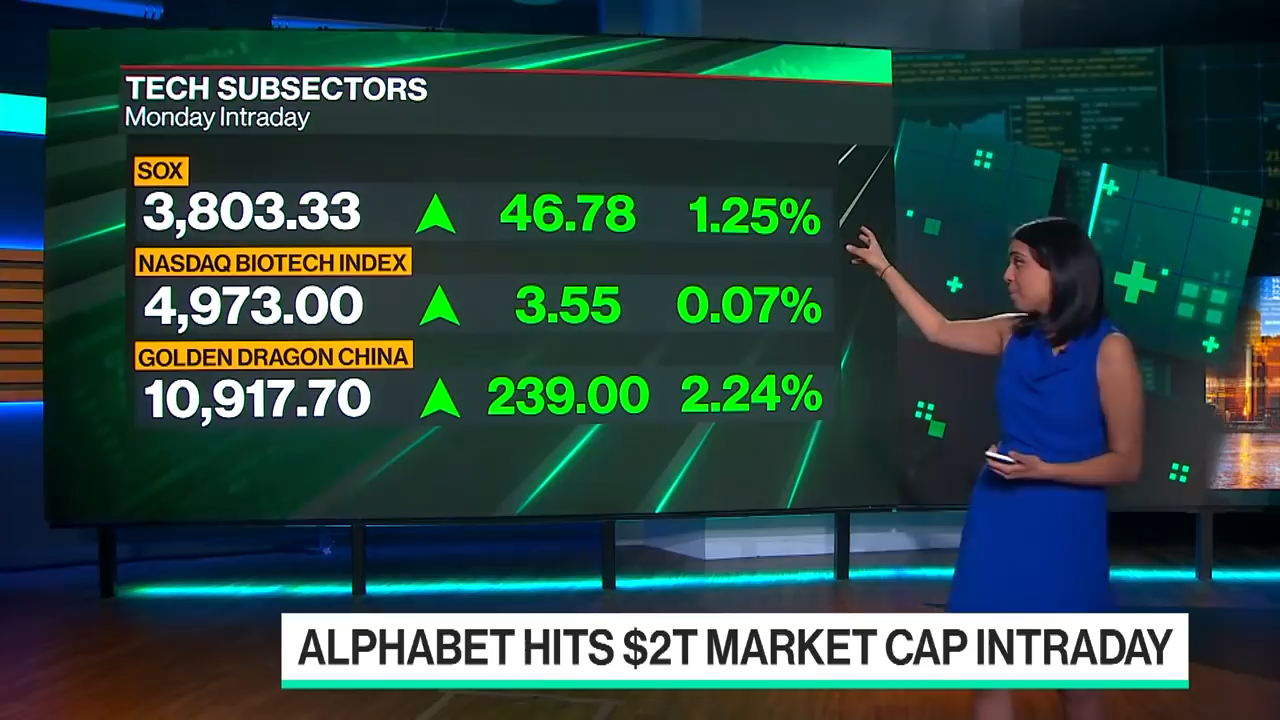 TECH SUBSECTORS
Monday Intraday
SOX
3,803.33 ▲ 46.78 1.25%
NASDAQ BIOTECH INDEX
4,973.00 ▲ 3.55 0.07%
GOLDEN DRAGON CHINA
10,917.70 ▲ 239.00 2.24%
ALPHABET HITS $2T MARKET CAP INTRADAY